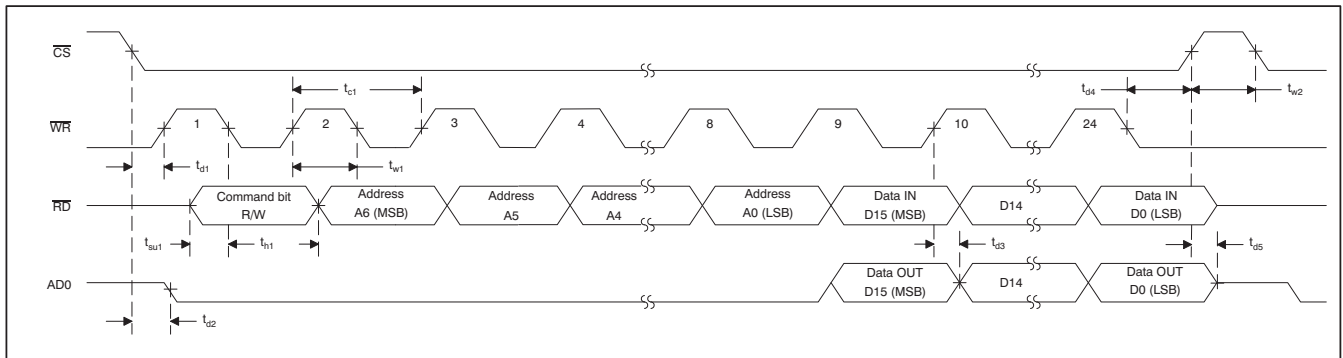 CS
t_d4
t_w2
t_c1
WR
1
2
3
4
8
9
10
24
t_d1
t_w1
RD
Command bit
R/W
Address
A6 (MSB)
Address
A5
Address
A4
Address
A0 (LSB)
Data IN
D15 (MSB)
D14
Data IN
D0 (LSB)
t_su1
t_h1
t_d3
t_d5
AD0
Data OUT
D15 (MSB)
D14
Data OUT
D0 (LSB)
t_d2